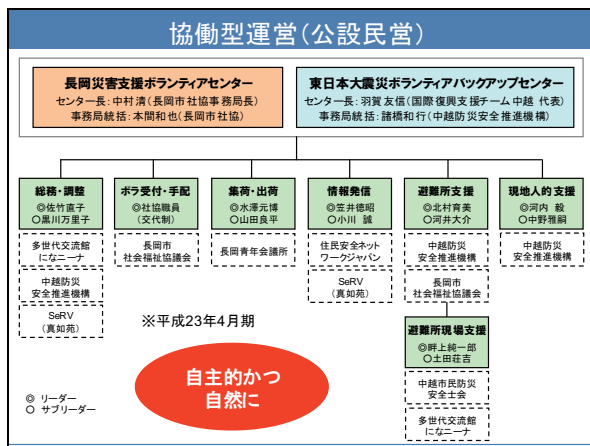 協働型運営(公設民営)
長岡災害支援ボランティアセンター
センター長:中村清(長岡市社協事務局長)
事務局統括:本間和也(長岡市社協)
東日本大震災ボランティアバックアップセンター
センター長:羽賀友信(国際復興支援チーム中越 代表)
事務局統括:諸橋和行(中越防災安全推進機構)
総務・調整
◎佐竹直子
○黒川万里子
多世代交流館
になニーナ
中越防災
安全推進機構
SeRV
(真如苑)
ボラ受付・手配
◎社協職員
(交代制)
長岡市
社会福祉協議会
集荷・出荷
◎水澤元博
○山田良平
長岡青年会議所
情報発信
◎笠井徳昭
○小川 誠
住民安全ネット
ワークジャパン
SeRV
(真如苑)
避難所支援
◎北村育美
○河井大介
中越防災
安全推進機構
長岡市
社会福祉協議会
避難所現場支援
◎畔上純一郎
○土田荘吉
中越市民防災
安全士会
多世代交流館
になニーナ
現地人的支援
◎河内 毅
○中野雅嗣
中越防災
安全推進機構
※平成23年4月期
自主的かつ
自然に
◎ リーダー
○ サブリーダー